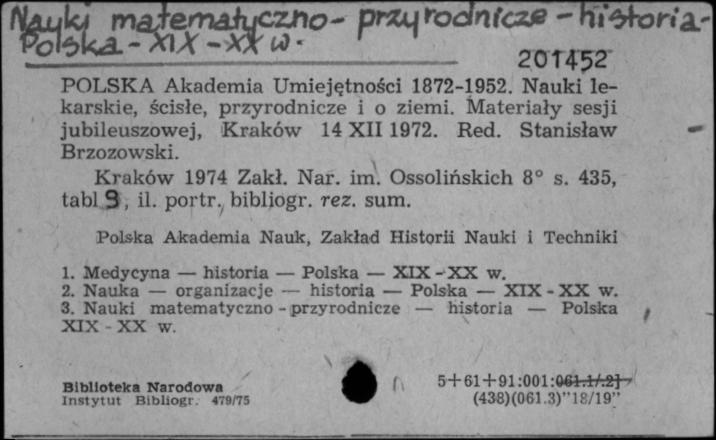 Nauki matematyczno-przyrodnicze-historia-
Polska-XIX-XX w.
201452
POLSKA Akademia Umiejętności 1872-1952. Nauki le-
karskie, ścisłe, przyrodnicze i o ziemi. Materiały sesji
jubileuszowej, Kraków 14 XII 1972. Red. Stanisław
Brzozowski.
Kraków 1974 Zakł. Nar. im. Ossolińskich 8° s. 435,
tabl 9, il. portr., bibliogr. rez. sum.
Polska Akademia Nauk, Zakład Historii Nauki i Techniki
1. Medycyna — historia — Polska — XIX-XX w.
2. Nauka — organizacje — historia — Polska — XIX-XX w.
3. Nauki matematyczno-przyrodnicze — historia — Polska
XIX-XX w.
Biblioteka Narodowa
Instytut Bibliogr. 479/75
5+61+91:001:061.1/.2]
(438)(061.3)"18/19"